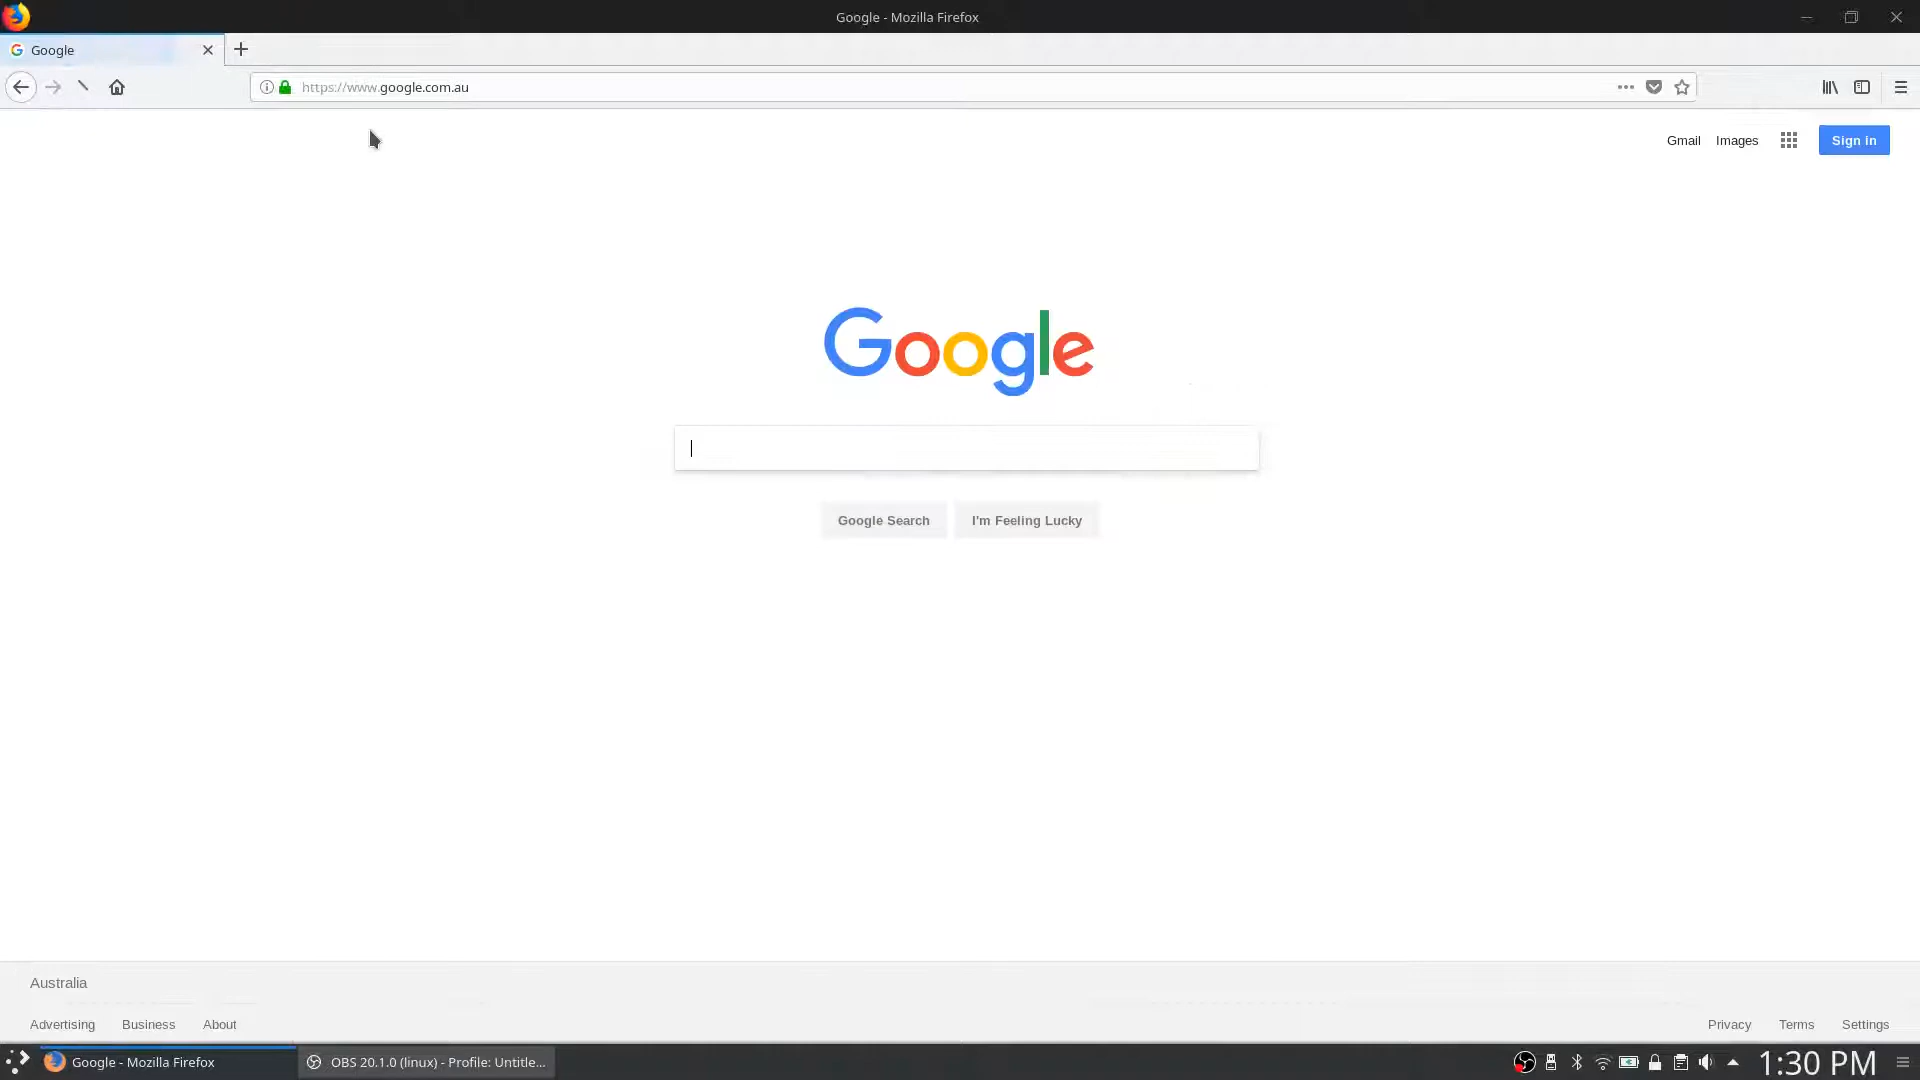 Google - Mozilla Firefox
Google
https://www.google.com.au
Gmail Images Sign in
Google
Google Search I'm Feeling Lucky
Australia
Advertising Business About Privacy Terms Settings
Google - Mozilla Firefox OBS 20.1.0 (linux) - Profile: Untitle... 1:30 PM